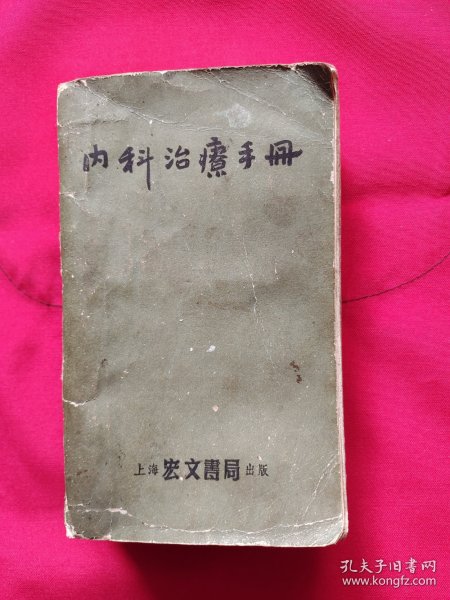 内科治療手冊
上海 宏文書局 出版
孔夫子旧书网
www.kongfz.com